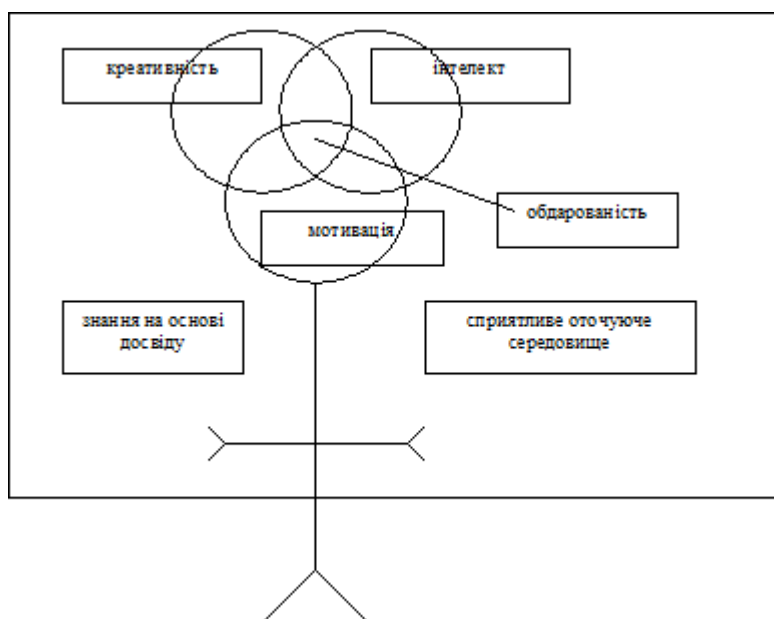 креативність
інтелект
обдарованість
мотивація
знання на основі
досвіду
сприятливе оточуюче
середовище